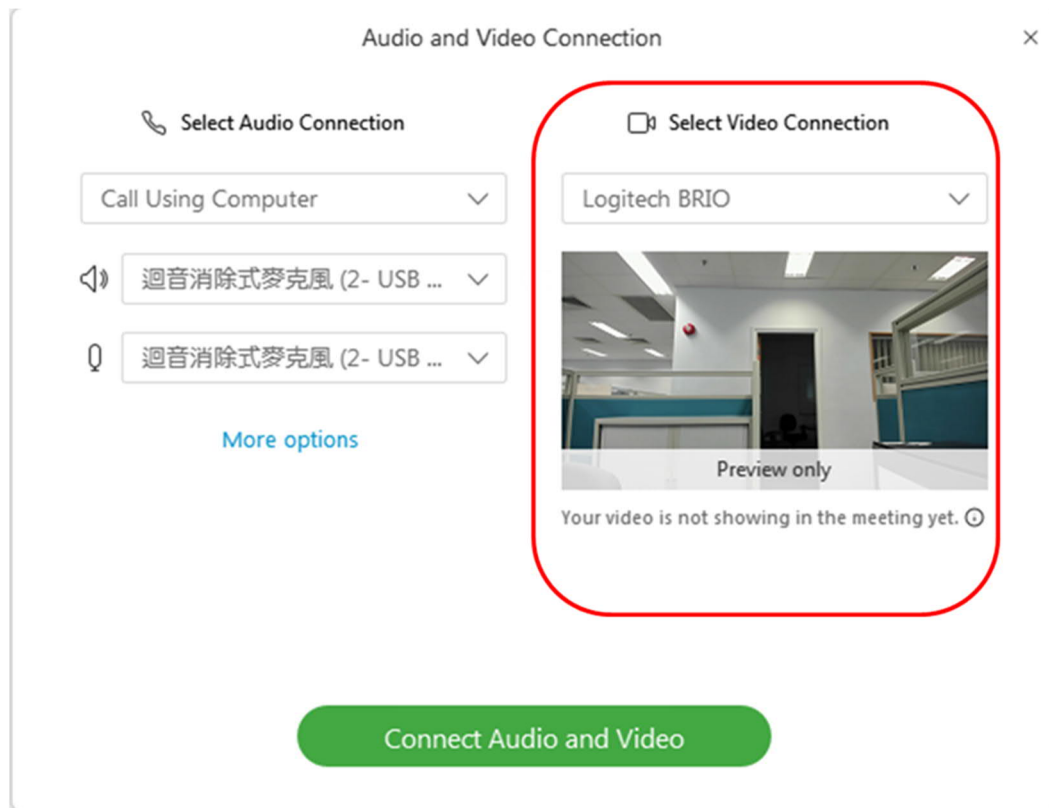 Audio and Video Connection
Select Audio Connection
Call Using Computer
迴音消除式麥克風 (2- USB ...
迴音消除式麥克風 (2- USB ...
More options
Select Video Connection
Logitech BRIO
Preview only
Your video is not showing in the meeting yet.
Connect Audio and Video